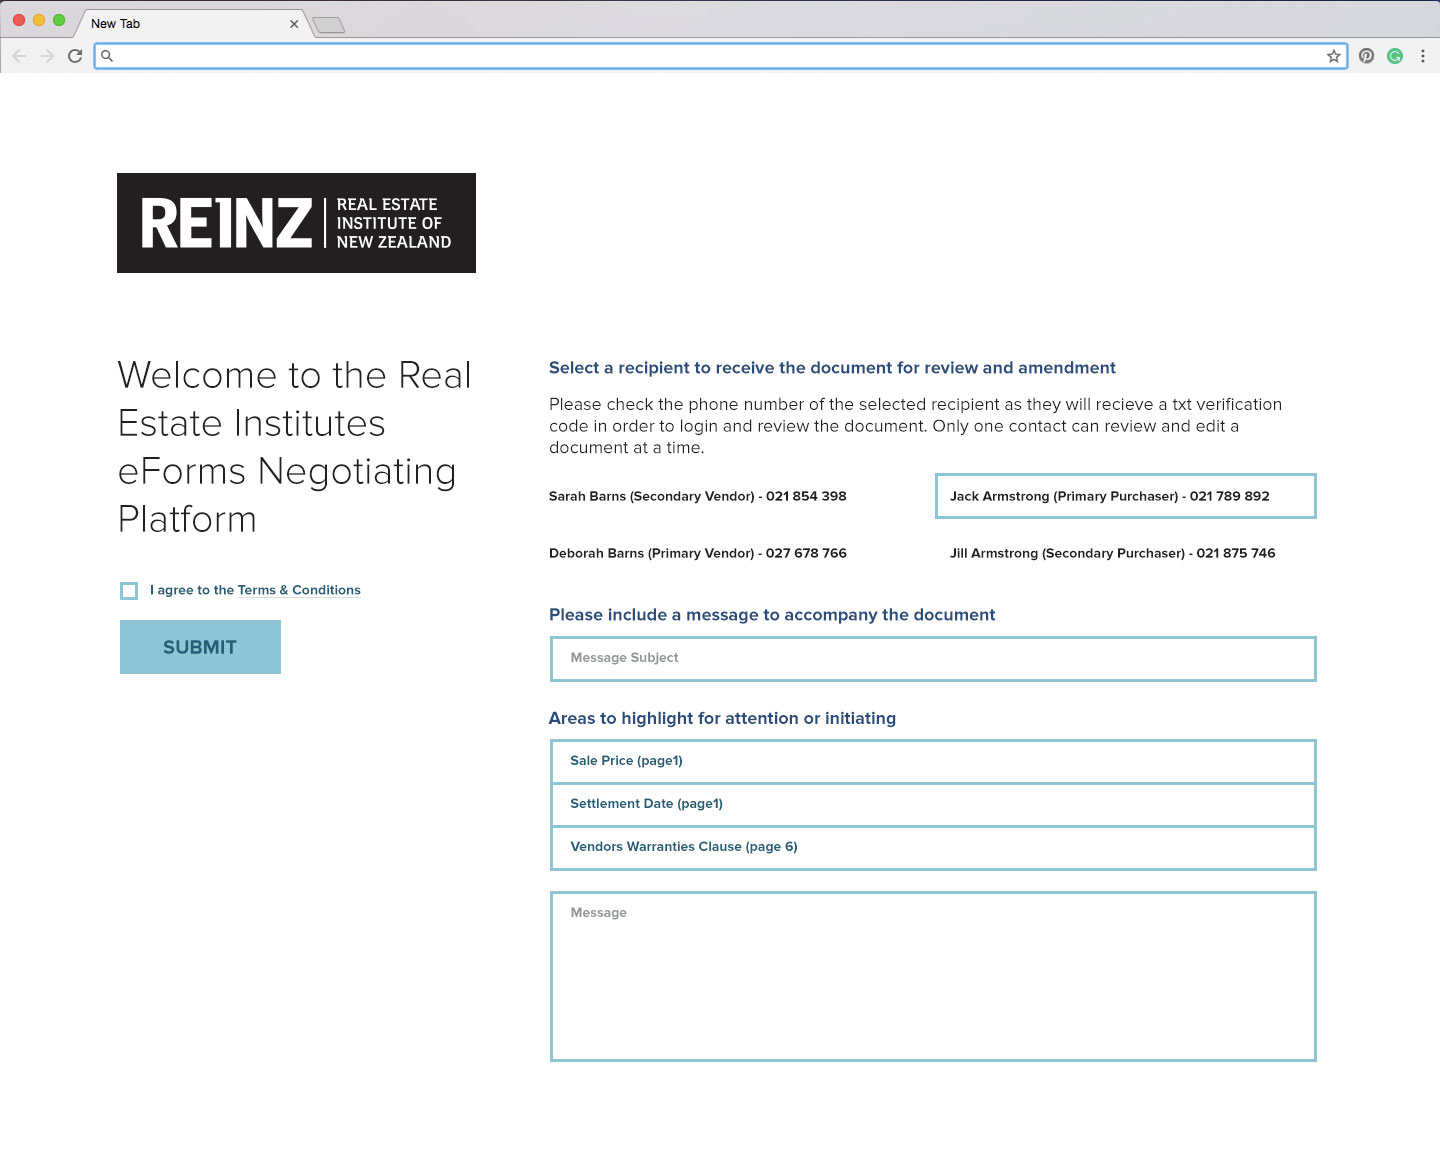 New Tab
REINZ
REAL ESTATE
INSTITUTE OF
NEW ZEALAND
Welcome to the Real
Estate Institutes
eForms Negotiating
Platform
I agree to the Terms & Conditions
SUBMIT
Select a recipient to receive the document for review and amendment
Please check the phone number of the selected recipient as they will recieve a txt verification
code in order to login and review the document. Only one contact can review and edit a
document at a time.
Sarah Barns (Secondary Vendor) - 021 854 398
Jack Armstrong (Primary Purchaser) - 021 789 892
Deborah Barns (Primary Vendor) - 027 678 766
Jill Armstrong (Secondary Purchaser) - 021 875 746
Please include a message to accompany the document
Message Subject
Areas to highlight for attention or initiating
Sale Price (page1)
Settlement Date (page1)
Vendors Warranties Clause (page 6)
Message